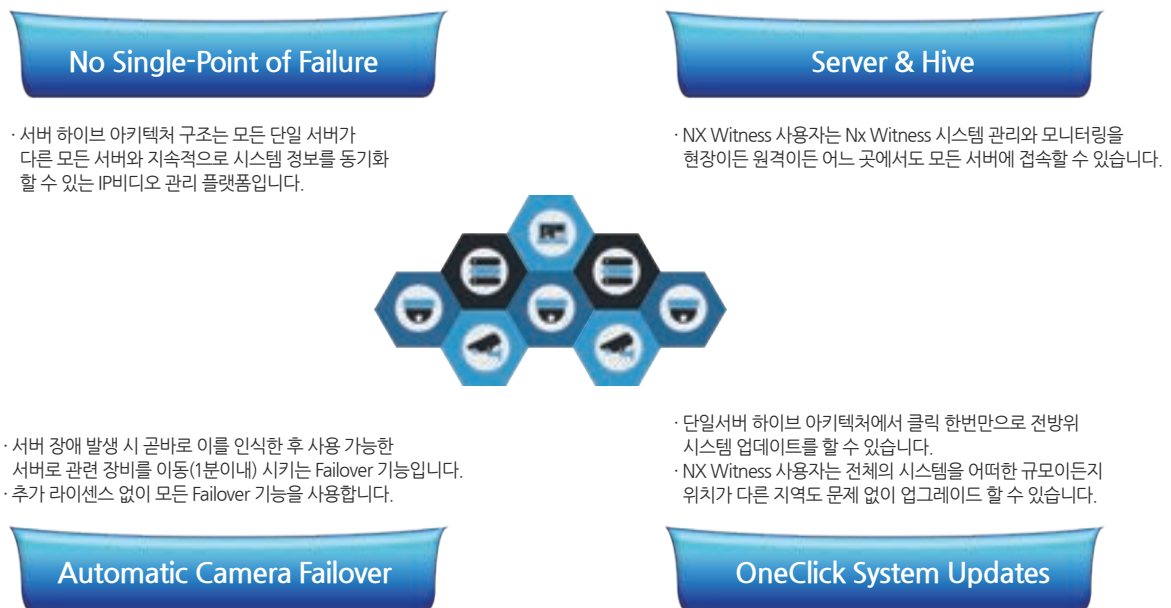 No Single-Point of Failure
· 서버 하이브 아키텍처 구조는 모든 단일 서버가
다른 모든 서버와 지속적으로 시스템 정보를 동기화
할 수 있는 IP비디오 관리 플랫폼입니다.
Server & Hive
· NX Witness 사용자는 Nx Witness 시스템 관리와 모니터링을
현장이든 원격이든 어느 곳에서도 모든 서버에 접속할 수 있습니다.
· 서버 장애 발생 시 곧바로 이를 인식한 후 사용 가능한
서버로 관련 장비를 이동(1분이내) 시키는 Failover 기능입니다.
· 추가 라이센스 없이 모든 Failover 기능을 사용합니다.
Automatic Camera Failover
· 단일서버 하이브 아키텍처에서 클릭 한번만으로 전방위
시스템 업데이트를 할 수 있습니다.
· NX Witness 사용자는 전체의 시스템을 어떠한 규모이든지
위치가 다른 지역도 문제 없이 업그레이드 할 수 있습니다.
OneClick System Updates